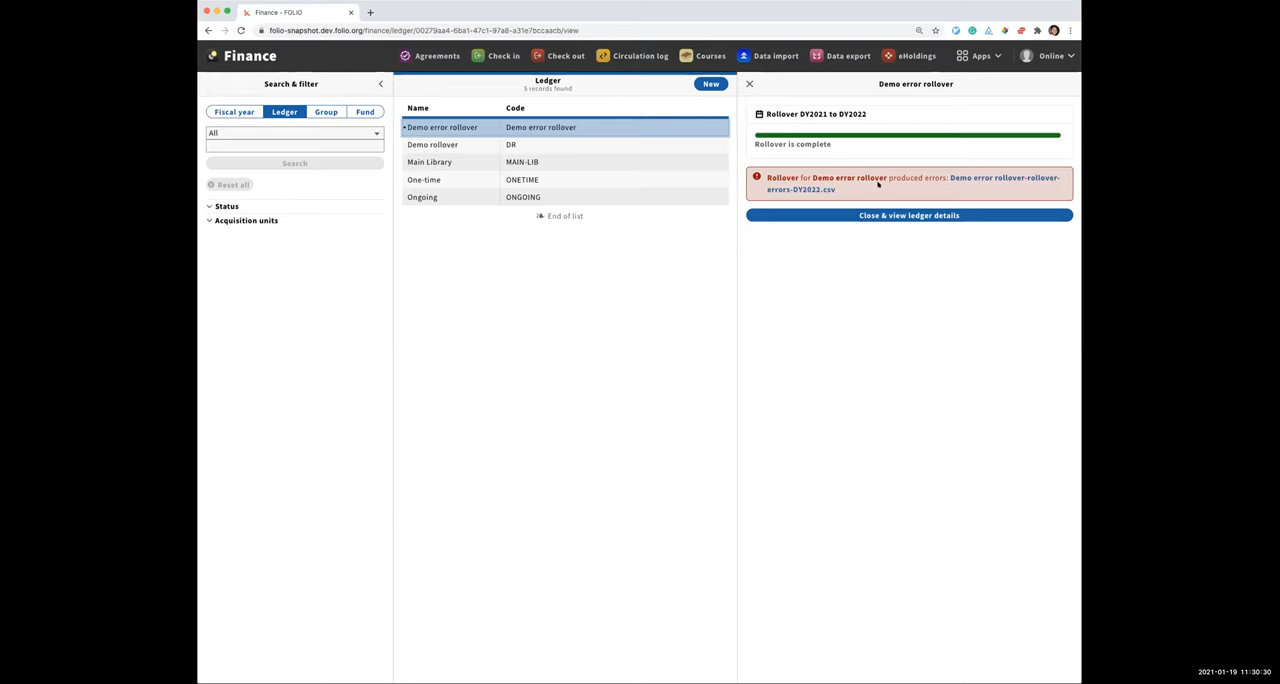 Finance - FOLIO
folio-snapshot.dev.folio.org/finance/ledger/00279aa4-6ba1-47c1-97a8-a31e7bccaacb/view
Finance
Agreements
Check in
Check out
Circulation log
Courses
Data import
Data export
eHoldings
Apps
Online
Search & filter
Fiscal year
Ledger
Group
Fund
All
Search
Reset all
Status
Acquisition units
Ledger
5 records found
New
Name Code
Demo error rollover Demo error rollover
Demo rollover DR
Main Library MAIN-LIB
One-time ONETIME
Ongoing ONGOING
End of list
Demo error rollover
Rollover DY2021 to DY2022
Rollover is complete
Rollover for Demo error rollover produced errors: Demo error rollover-rollover-
errors-DY2022.csv
Close & view ledger details
2021-01-19 11:30:30